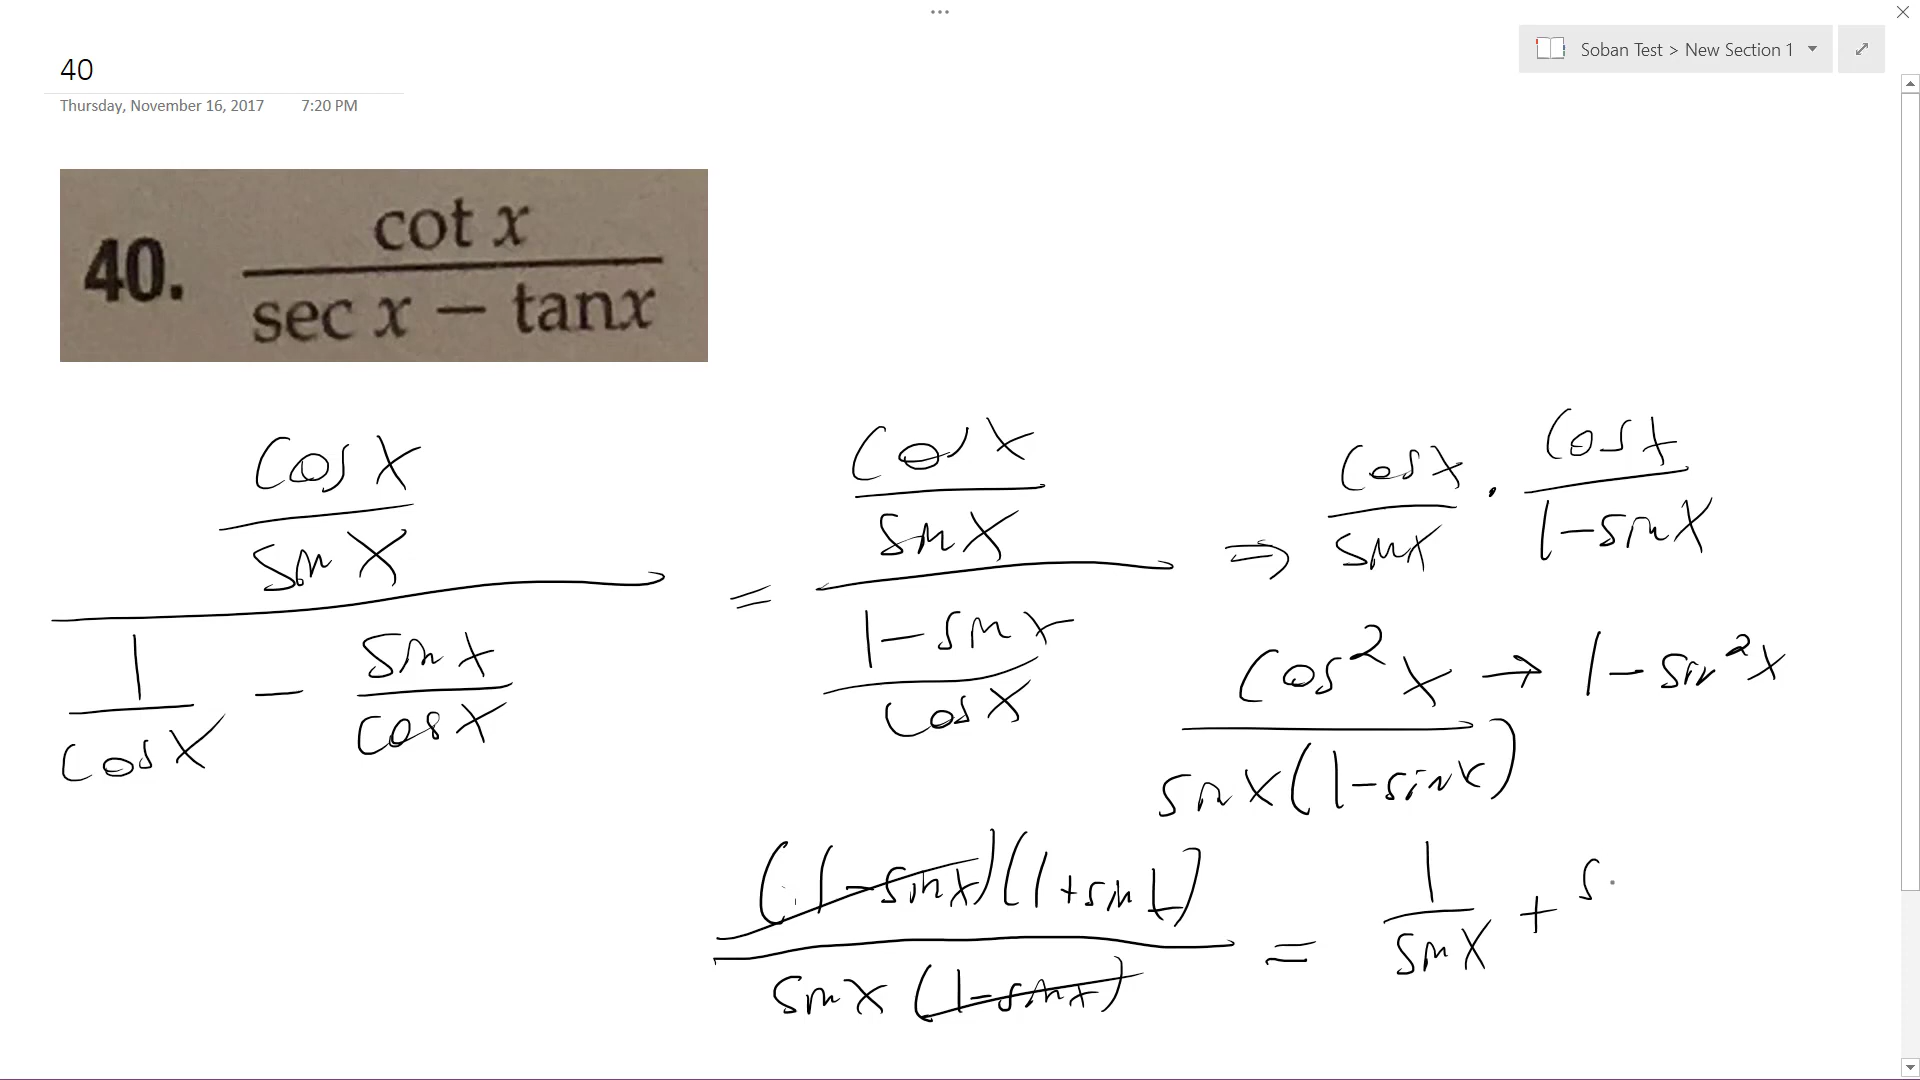 Soban Test > New Section 1
40
Thursday, November 16, 2017 7:20 PM
40. cot x
sec x − tanx
cos x
sin x
1
cos x
−
sin x
cos x
=
cos x
sin x
1 − sin x
cos x
⇒
cos x
sin x
·
cos x
1 − sin x
cos²x → 1 − sin²x
sin x (1 − sin x)
(1 − sin x)(1 + sin x)
sin x (1 − sin x)
=
1
sin x
+ s